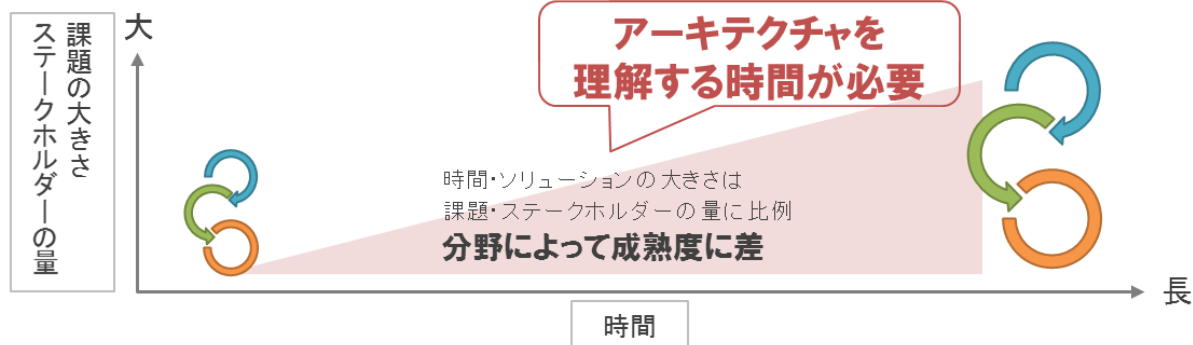 課題の大きさ
ステークホルダーの量
大
アーキテクチャを
理解する時間が必要
時間・ソリューションの大きさは
課題・ステークホルダーの量に比例
分野によって成熟度に差
長
時間